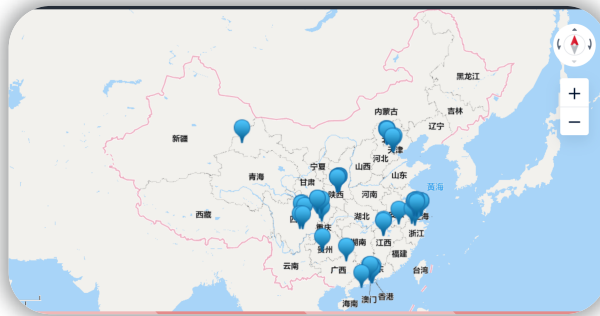 黑龙江
内蒙古
吉林
辽宁
天津
新疆
河北
宁夏
山西
山东
青海
甘肃
陕西
河南
黄海
西藏
湖北
重庆
浙江
江西
湖南
贵州
福建
云南
广西
台湾
海南
澳门
香港
+
−